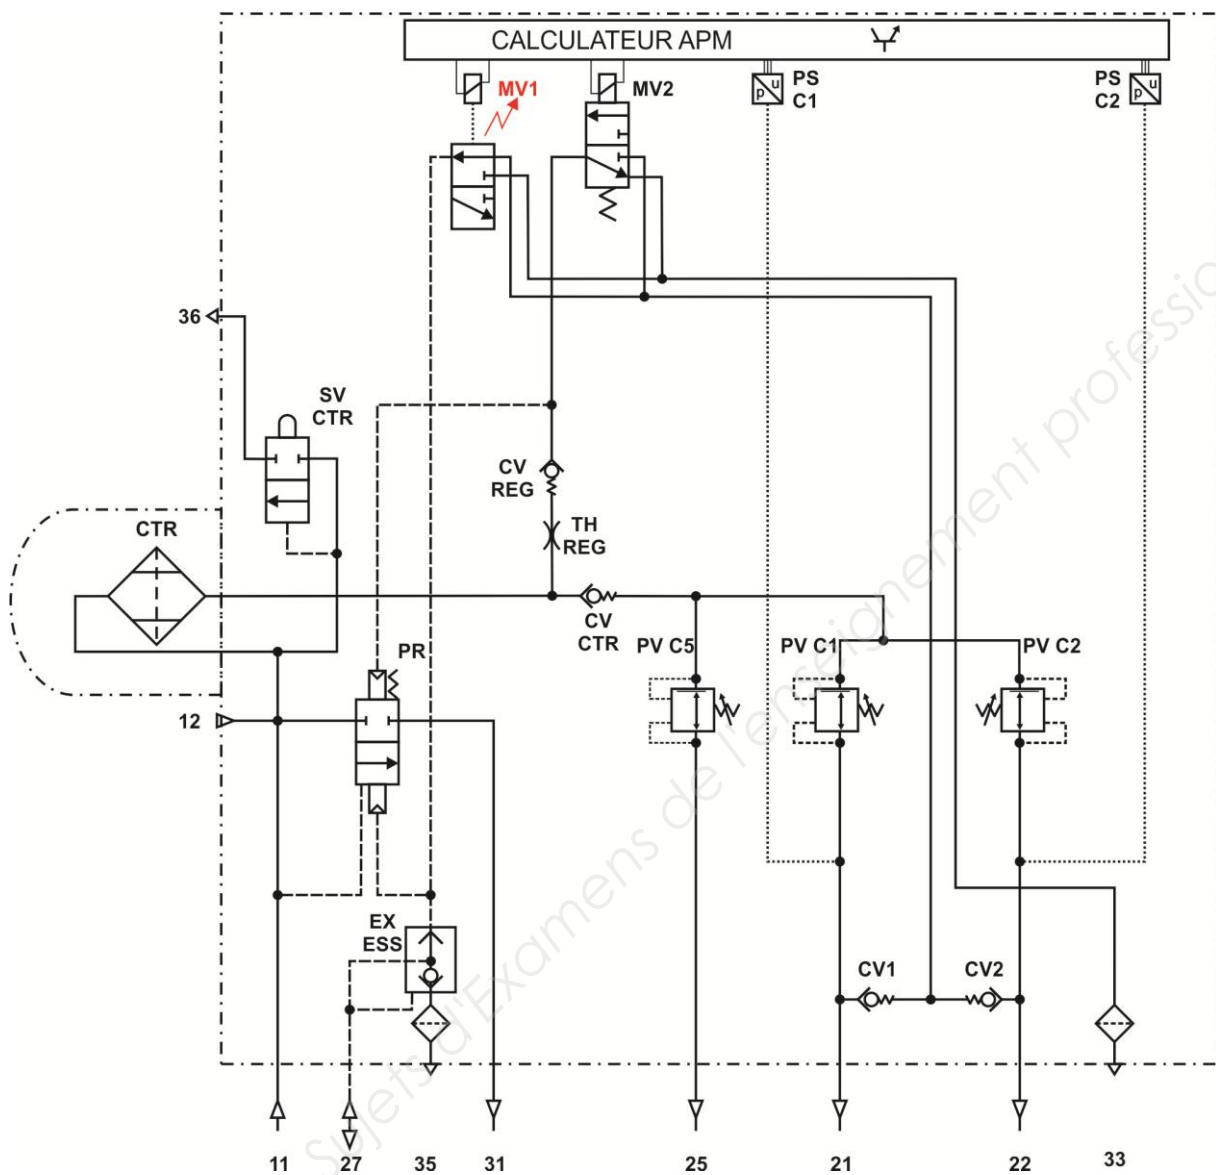 CALCULATEUR APM
MV1
MV2
PS
C1
p u
PS
C2
p u
36
SV
CTR
CV
REG
CTR
TH
REG
CV
CTR
PV C5
PV C1
PV C2
PR
12
EX
ESS
CV1
CV2
11
27
35
31
25
21
22
33
Sujets d'Examens de l'enseignement professio